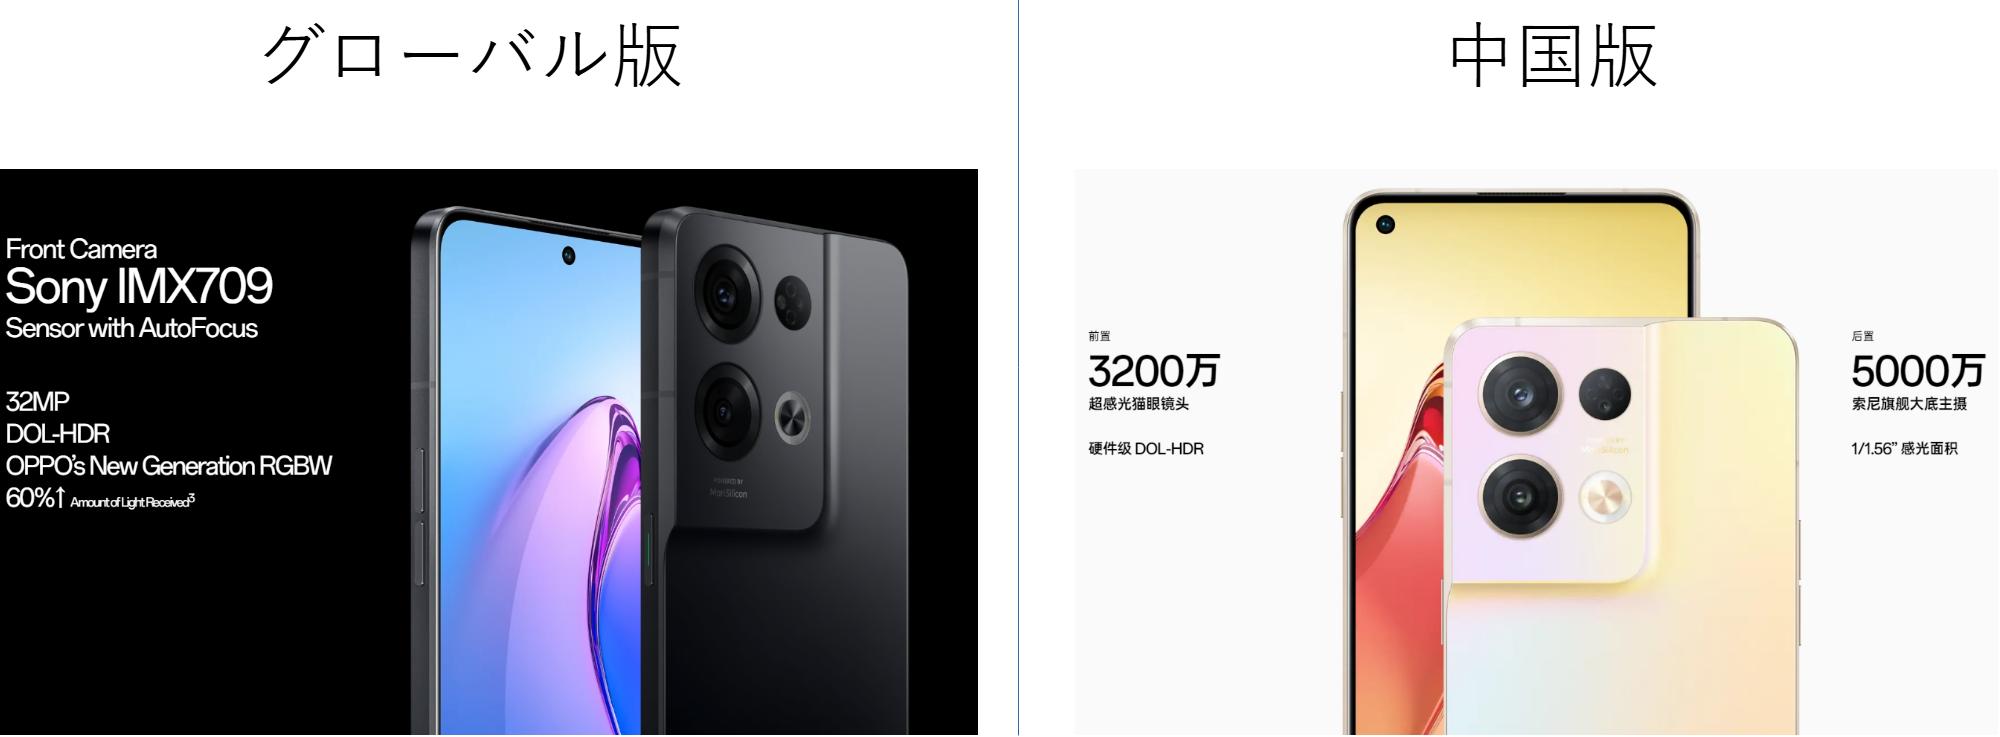 グローバル版
中国版
Front Camera
Sony IMX709
Sensor with AutoFocus
32MP
DOL-HDR
OPPO's New Generation RGBW
60%↑ Amount of Light Received3
POWERED BY
MariSilicon
前置
3200万
超感光猫眼镜头
硬件级 DOL-HDR
MariSilicon
后置
5000万
索尼旗舰大底主摄
1/1.56” 感光面积